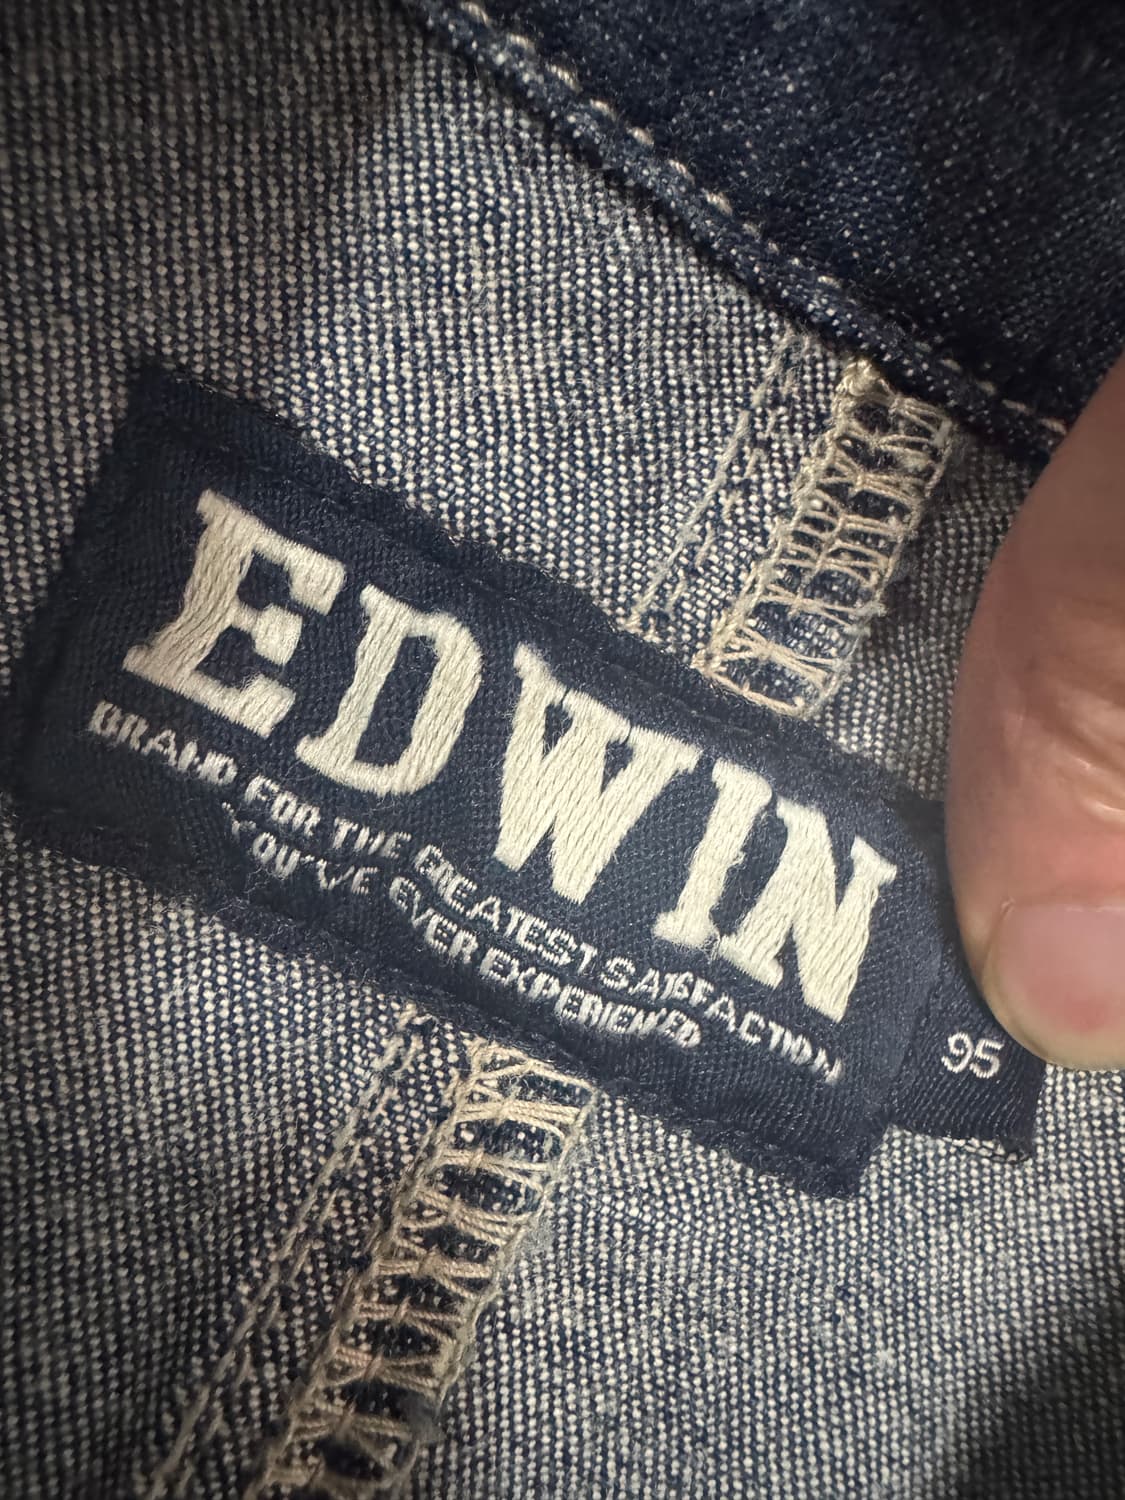 EDWIN
BRAND FOR THE GREATEST SATISFACTION
YOU'VE EVER EXPERIENCED
95